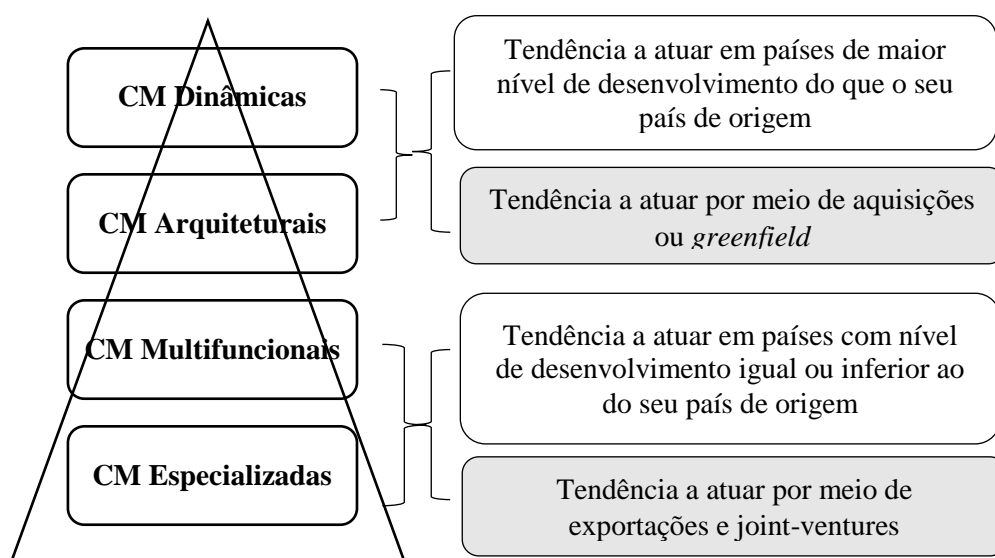 CM Dinâmicas
Tendência a atuar em países de maior
nível de desenvolvimento do que o seu
país de origem
CM Arquiteturais
Tendência a atuar por meio de aquisições
ou greenfield
CM Multifuncionais
Tendência a atuar em países com nível
de desenvolvimento igual ou inferior ao
do seu país de origem
CM Especializadas
Tendência a atuar por meio de
exportações e joint-ventures